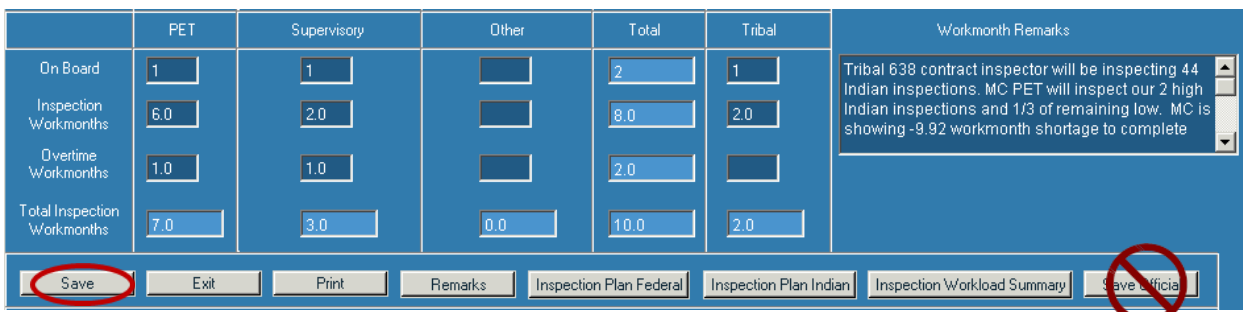 PET Supervisory Other Total Tribal Workmonth Remarks
On Board 1 1 2 1
Inspection Workmonths 6.0 2.0 8.0 2.0
Overtime Workmonths 1.0 1.0 2.0
Total Inspection Workmonths 7.0 3.0 0.0 10.0 2.0
Tribal 638 contract inspector will be inspecting 44
Indian inspections. MC PET will inspect our 2 high
Indian inspections and 1/3 of remaining low. MC is
showing -9.92 workmonth shortage to complete
Save Exit Print Remarks Inspection Plan Federal Inspection Plan Indian Inspection Workload Summary Save Official